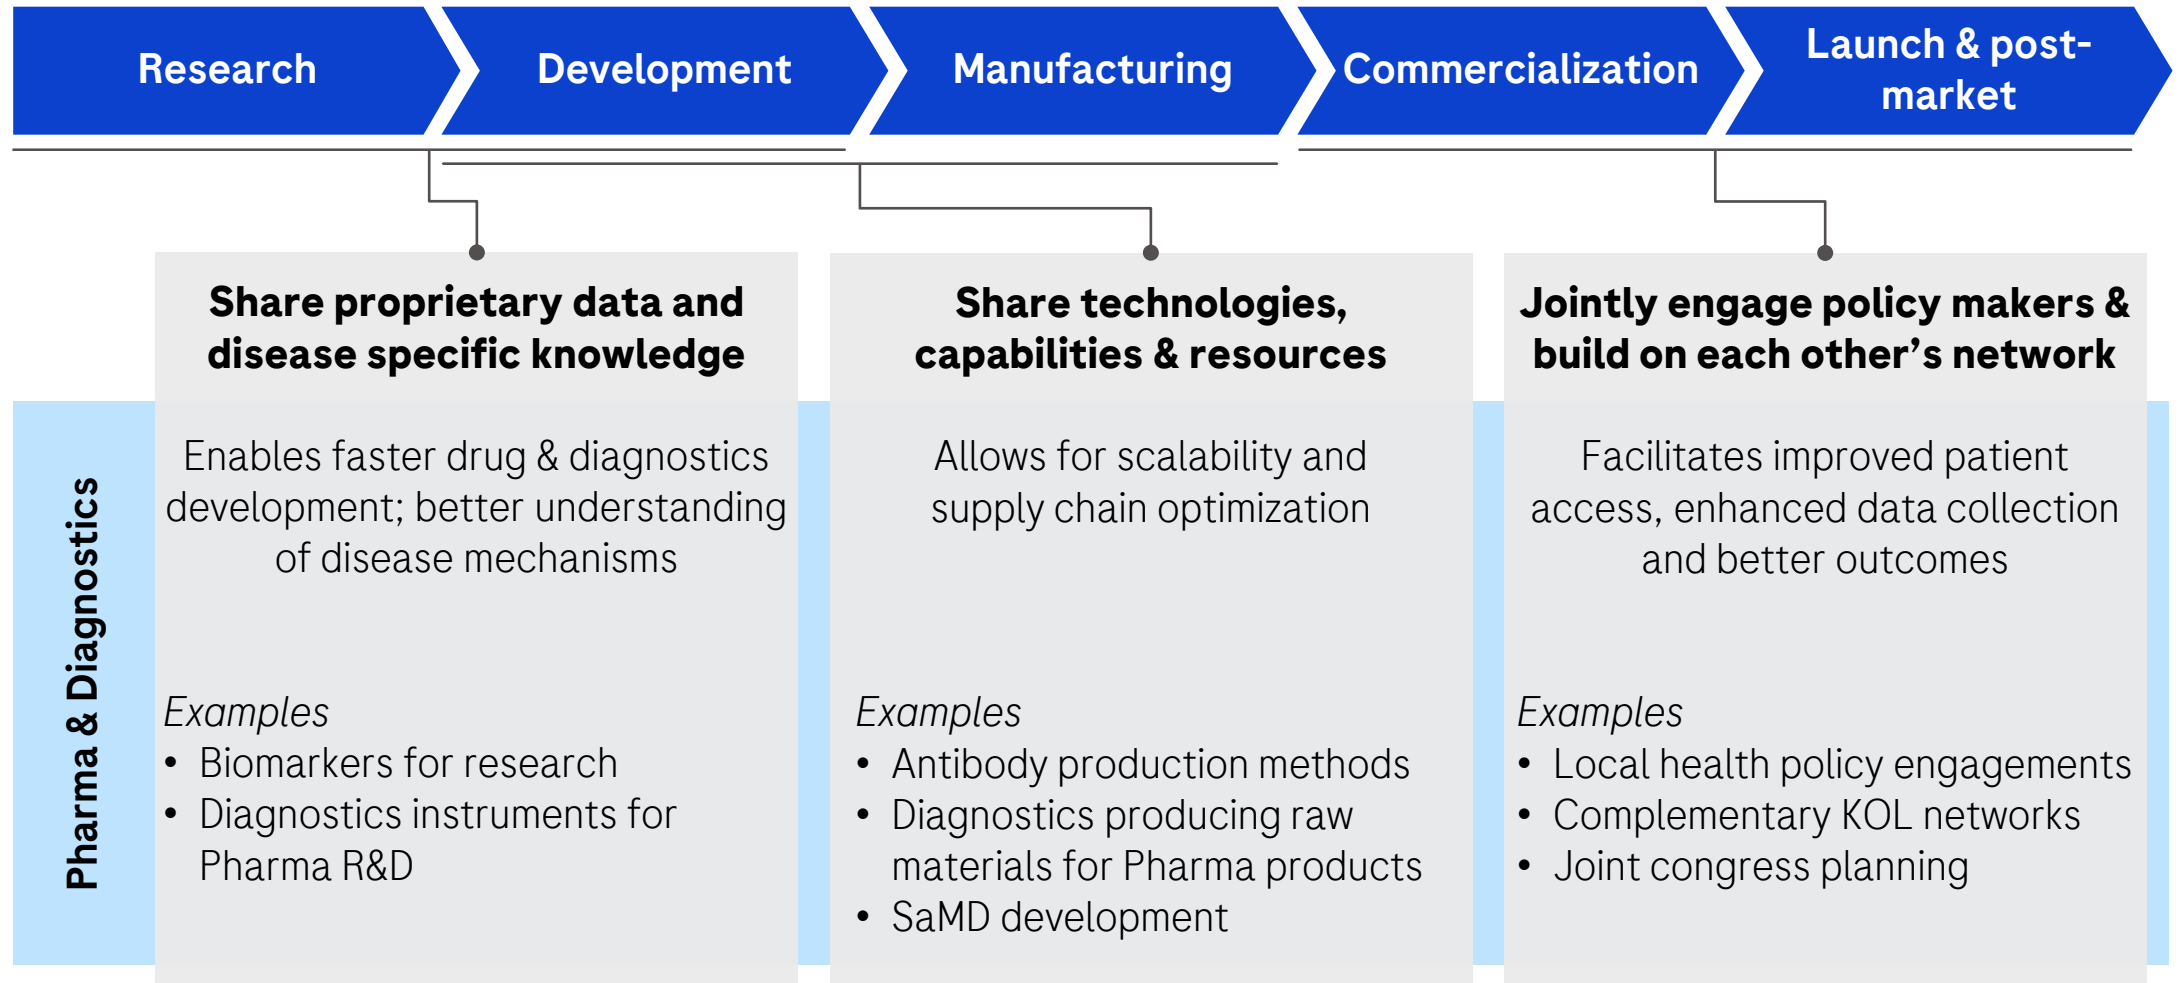 Research
Development
Manufacturing
Commercialization
Launch & post-
market
Share proprietary data and
disease specific knowledge
Share technologies,
capabilities & resources
Jointly engage policy makers &
build on each other’s network
Pharma & Diagnostics
Enables faster drug & diagnostics
development; better understanding
of disease mechanisms
Examples
• Biomarkers for research
• Diagnostics instruments for
Pharma R&D
Allows for scalability and
supply chain optimization
Examples
• Antibody production methods
• Diagnostics producing raw
materials for Pharma products
• SaMD development
Facilitates improved patient
access, enhanced data collection
and better outcomes
Examples
• Local health policy engagements
• Complementary KOL networks
• Joint congress planning